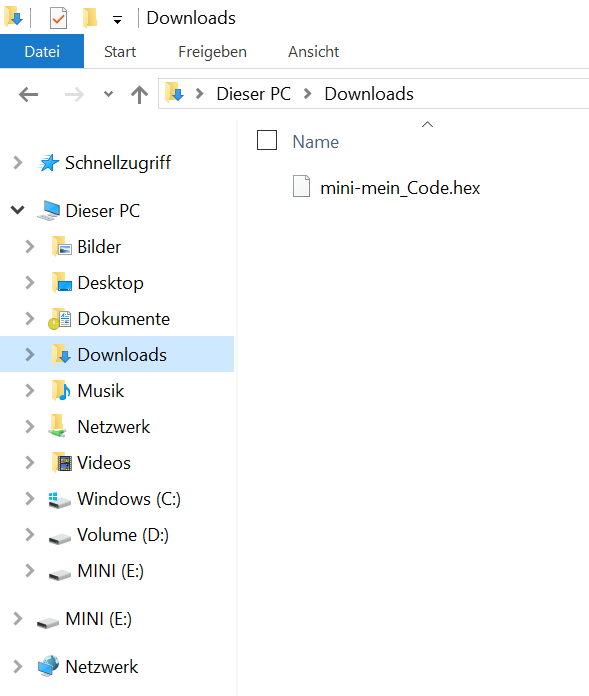 Downloads
Datei Start Freigeben Ansicht
Dieser PC Downloads
Name
mini-mein_Code.hex
Schnellzugriff
Dieser PC
Bilder
Desktop
Dokumente
Downloads
Musik
Netzwerk
Videos
Windows (C:)
Volume (D:)
MINI (E:)
MINI (E:)
Netzwerk